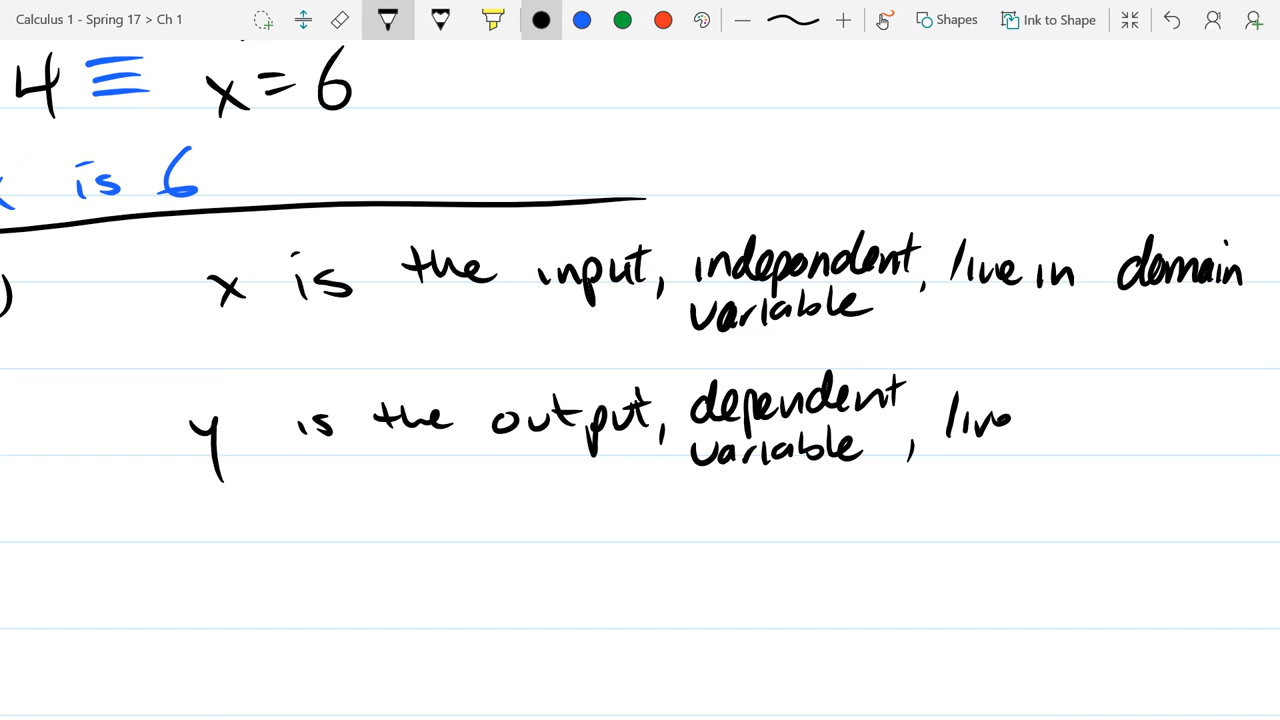 Calculus 1 - Spring 17 > Ch 1 Shapes Ink to Shape
4 ≡ x = 6
is 6
) x is the input, independent variable, live in domain
y is the output, dependent variable, live